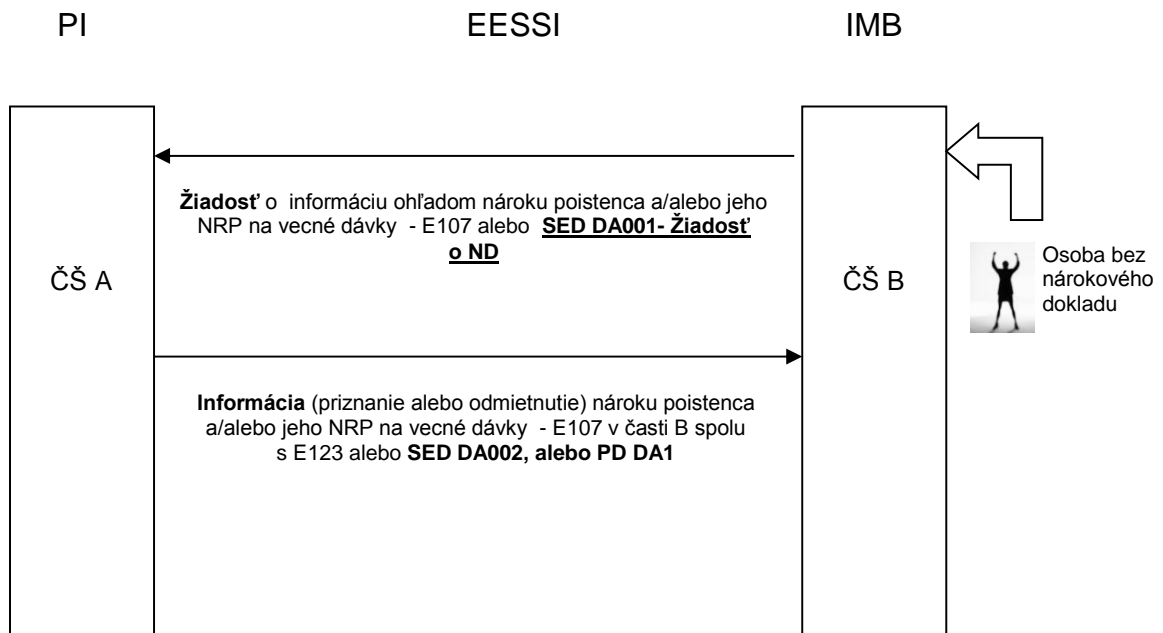 PI
EESSI
IMB
Žiadosť o informáciu ohľadom nároku poistenca a/alebo jeho
NRP na vecné dávky - E107 alebo SED DA001- Žiadosť
o ND
ČŠ A
ČŠ B
Osoba bez
nárokového
dokladu
Informácia (priznanie alebo odmietnutie) nároku poistenca
a/alebo jeho NRP na vecné dávky - E107 v časti B spolu
s E123 alebo SED DA002, alebo PD DA1